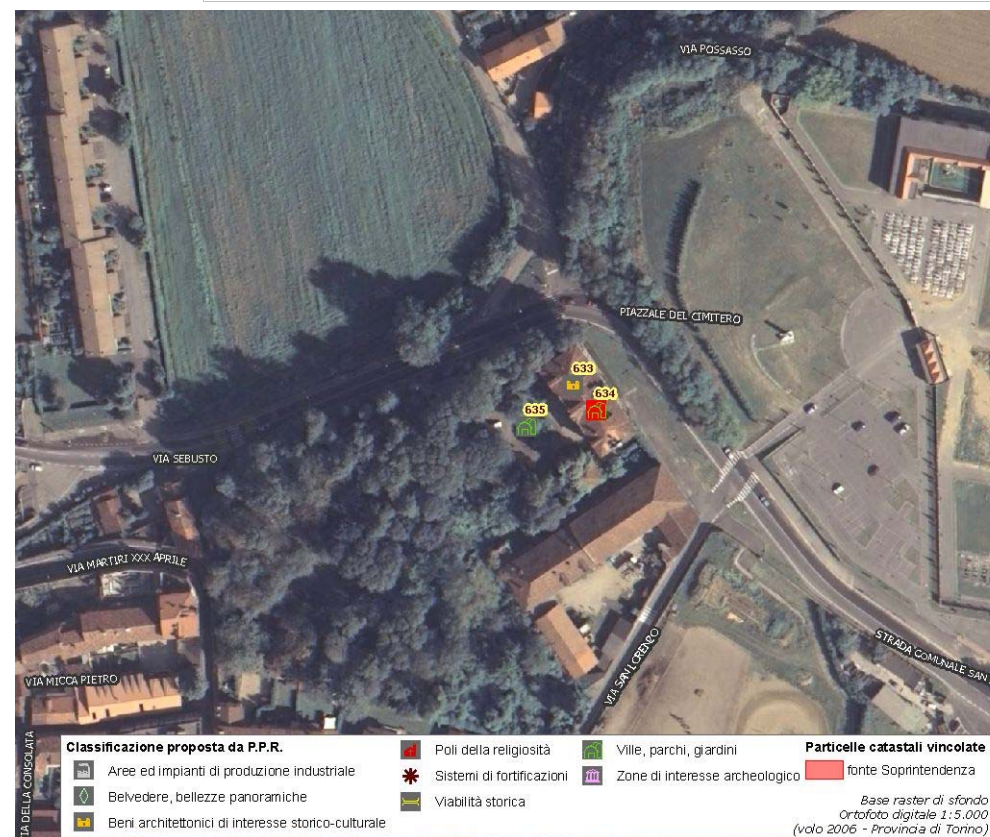 VIA POSSASSO
PIAZZALE DEL CIMITERO
633
634
635
VIA SEBUSTO
VIA MARTIRI XXX APRILE
VIA MICCA PIETRO
VIA SAN LORENZO
STRADA COMUNALE SAN
IA DELLA CONSOLATA
Classificazione proposta da P.P.R.
Aree ed impianti di produzione industriale
Belvedere, bellezze panoramiche
Beni architettonici di interesse storico-culturale
Poli della religiosità
Sistemi di fortificazioni
Viabilità storica
Ville, parchi, giardini
Zone di interesse archeologico
Particelle catastali vincolate
fonte Soprintendenza
Base raster di sfondo
Ortofoto digitale 1:5.000
(volo 2006 - Provincia di Torino)